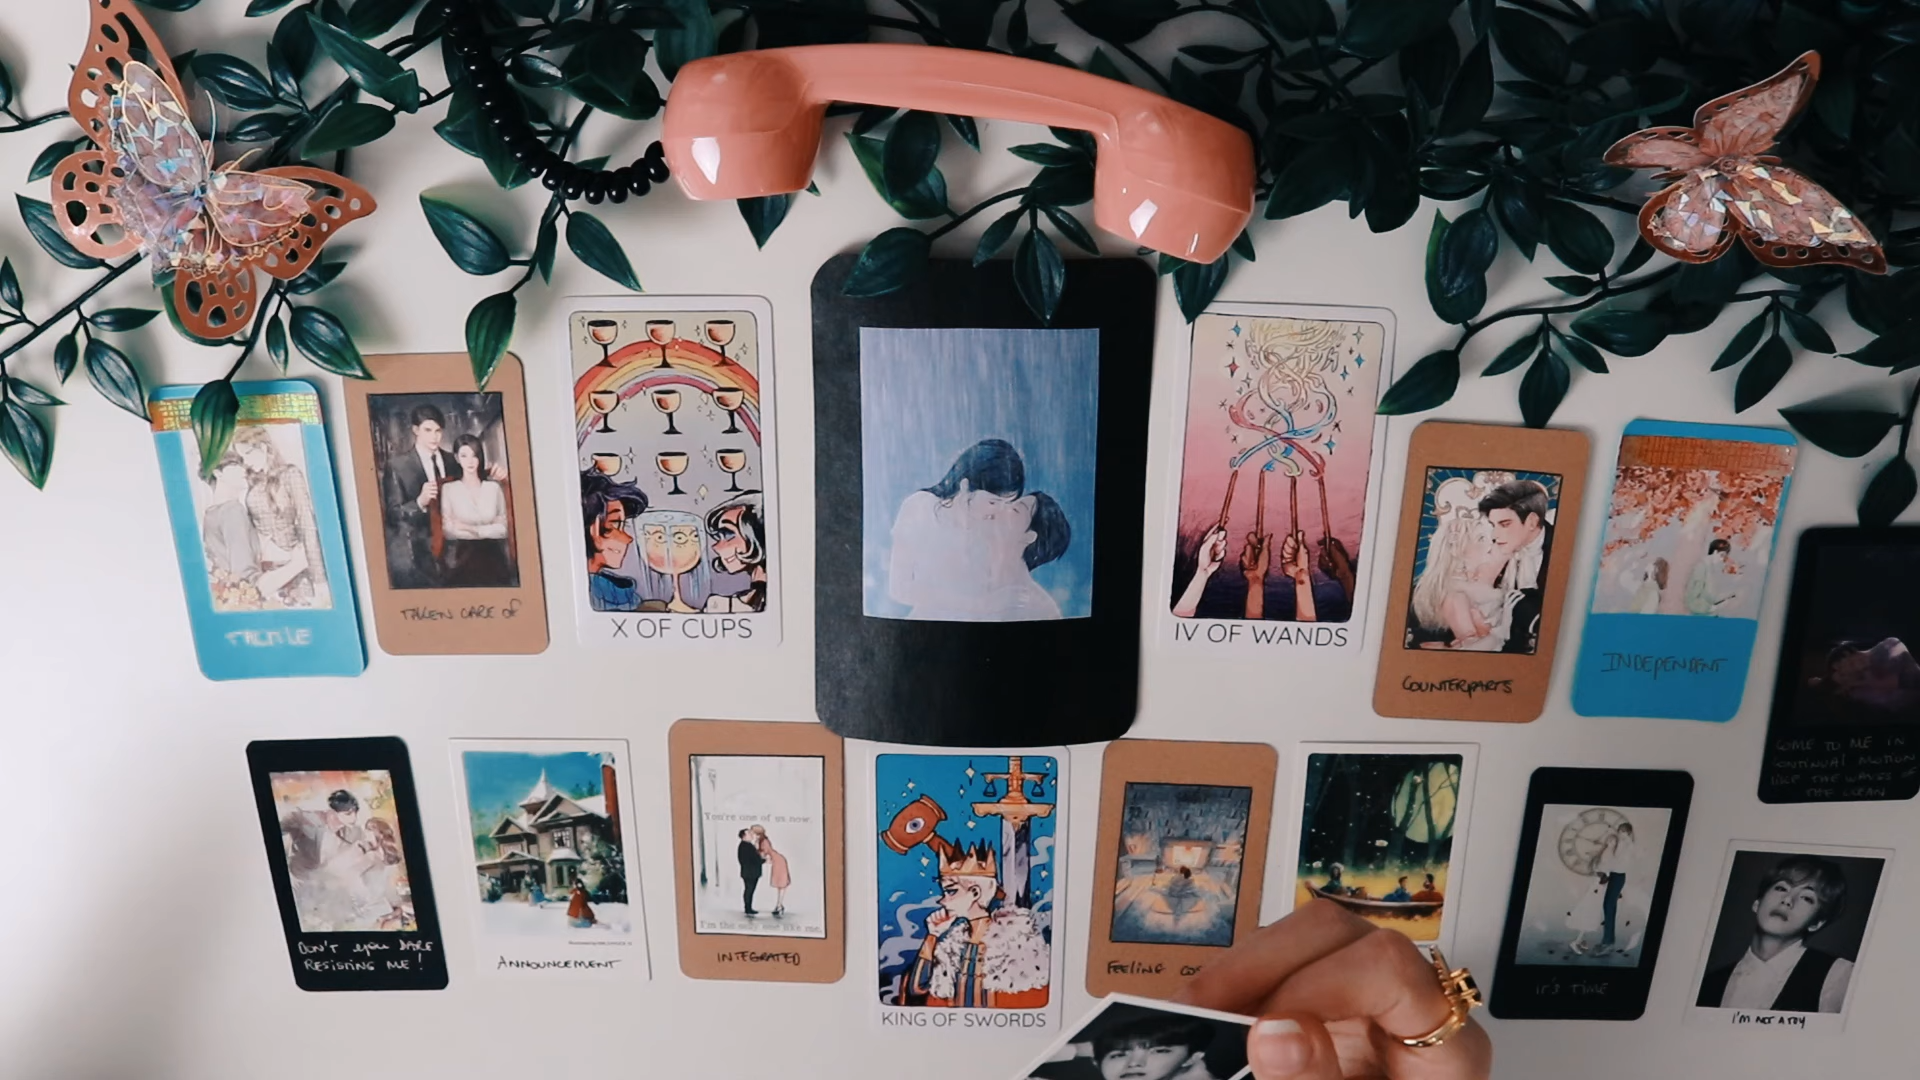 TACTILE
TAKEN CARE OF
X OF CUPS
IV OF WANDS
COUNTERPARTS
INDEPENDENT
COME TO ME IN
CONTINUAL MOTION
LIKE THE WAVES OF
THE OCEAN
DON'T you DARE
RESISTING ME!
ANNOUNCEMENT
You're one of us now.
I'm the only one like me.
INTEGRATED
KING OF SWORDS
FEELING
IT'S TIME
I'M NOT A TOY